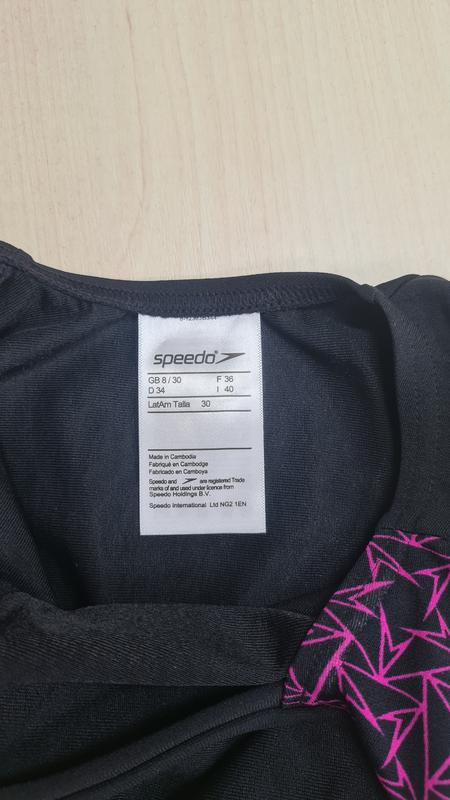 speedo
GB 8 / 30 F 36
D 34 I 40
LatAm Talla 30
Made in Cambodia
Fabriqué en Cambodge
Fabricado en Camboya
Speedo and are registered Trade
marks of and used under licence from
Speedo Holdings B.V.
Speedo International Ltd NG2 1EN